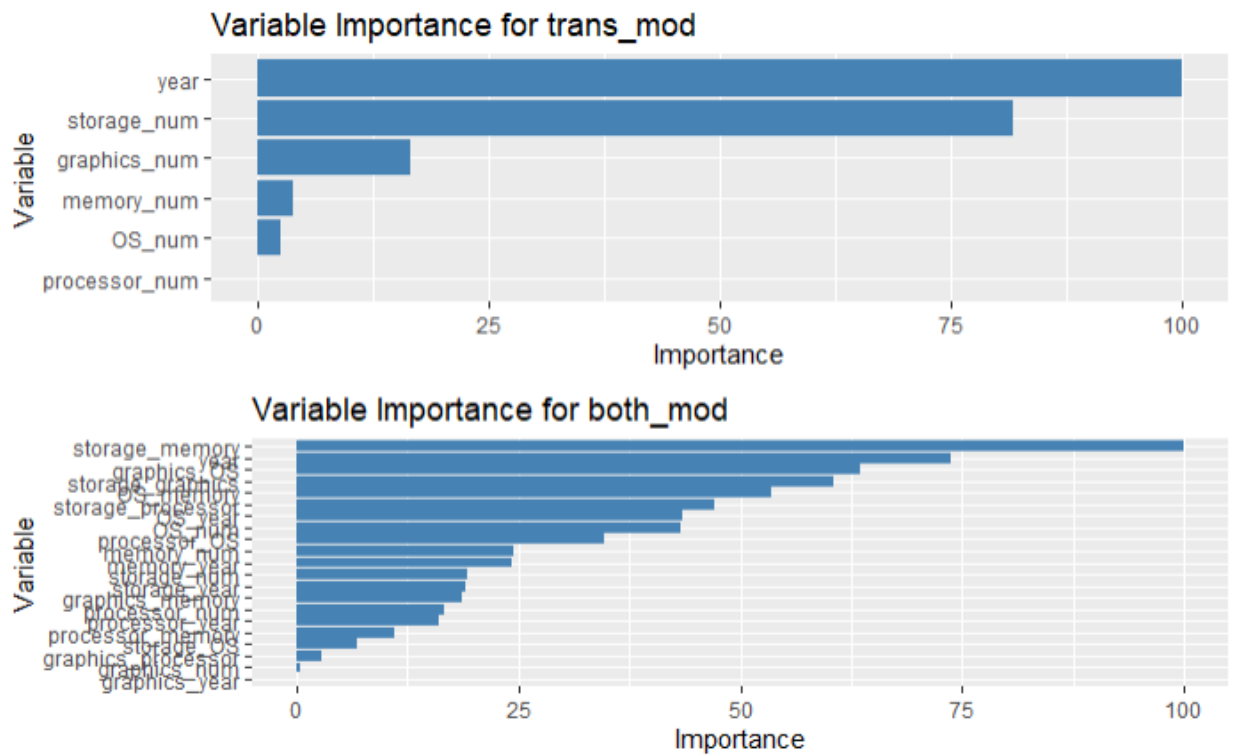 Variable Importance for trans_mod
year
storage_num
graphics_num
memory_num
OS_num
processor_num
Variable
0 25 50 75 100
Importance
Variable Importance for both_mod
storage_memory
year
graphics_OS
storage_graphics
OS_memory
storage_processor
OS_year
OS_num
processor_OS
memory_num
memory_year
storage_num
storage_year
graphics_memory
processor_num
processor_year
processor_memory
storage_OS
graphics_processor
graphics_num
graphics_year
Variable
0 25 50 75 100
Importance